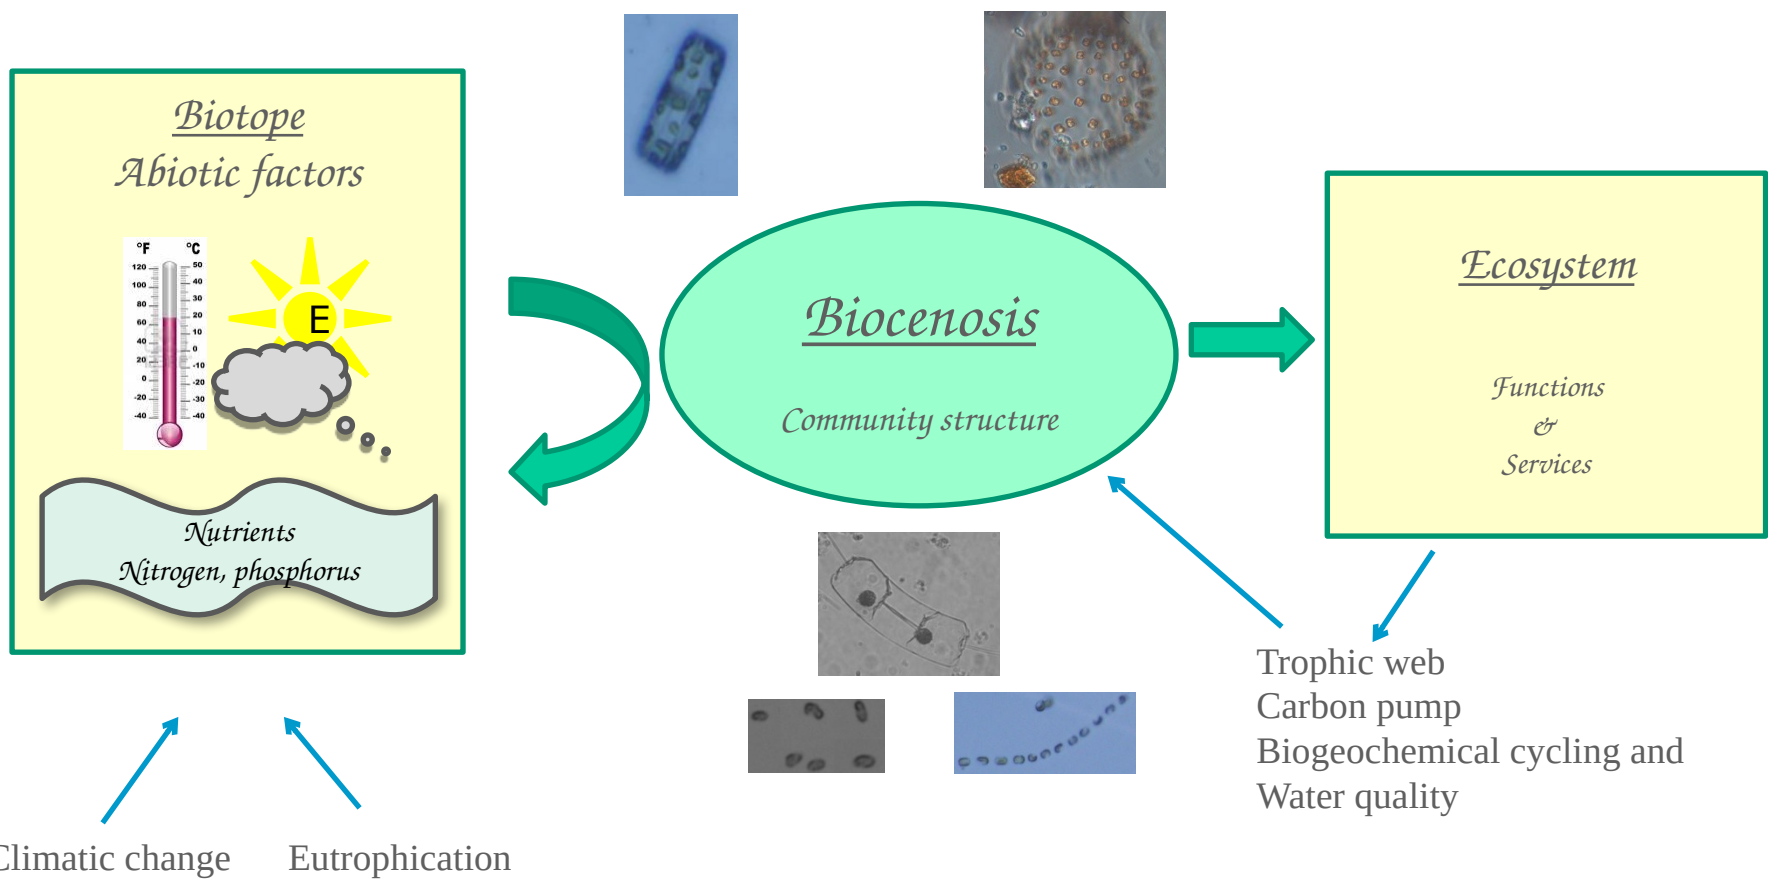 Biotope
Abiotic factors
°F °C
120 50
100 40
80 30
60 20
40 10
20 0
0 -10
-20 -20
-40 -30
-40
E
Nutrients
Nitrogen, phosphorus
Climatic change
Eutrophication
Biocenosis
Community structure
Ecosystem
Functions
&
Services
Trophic web
Carbon pump
Biogeochemical cycling and
Water quality